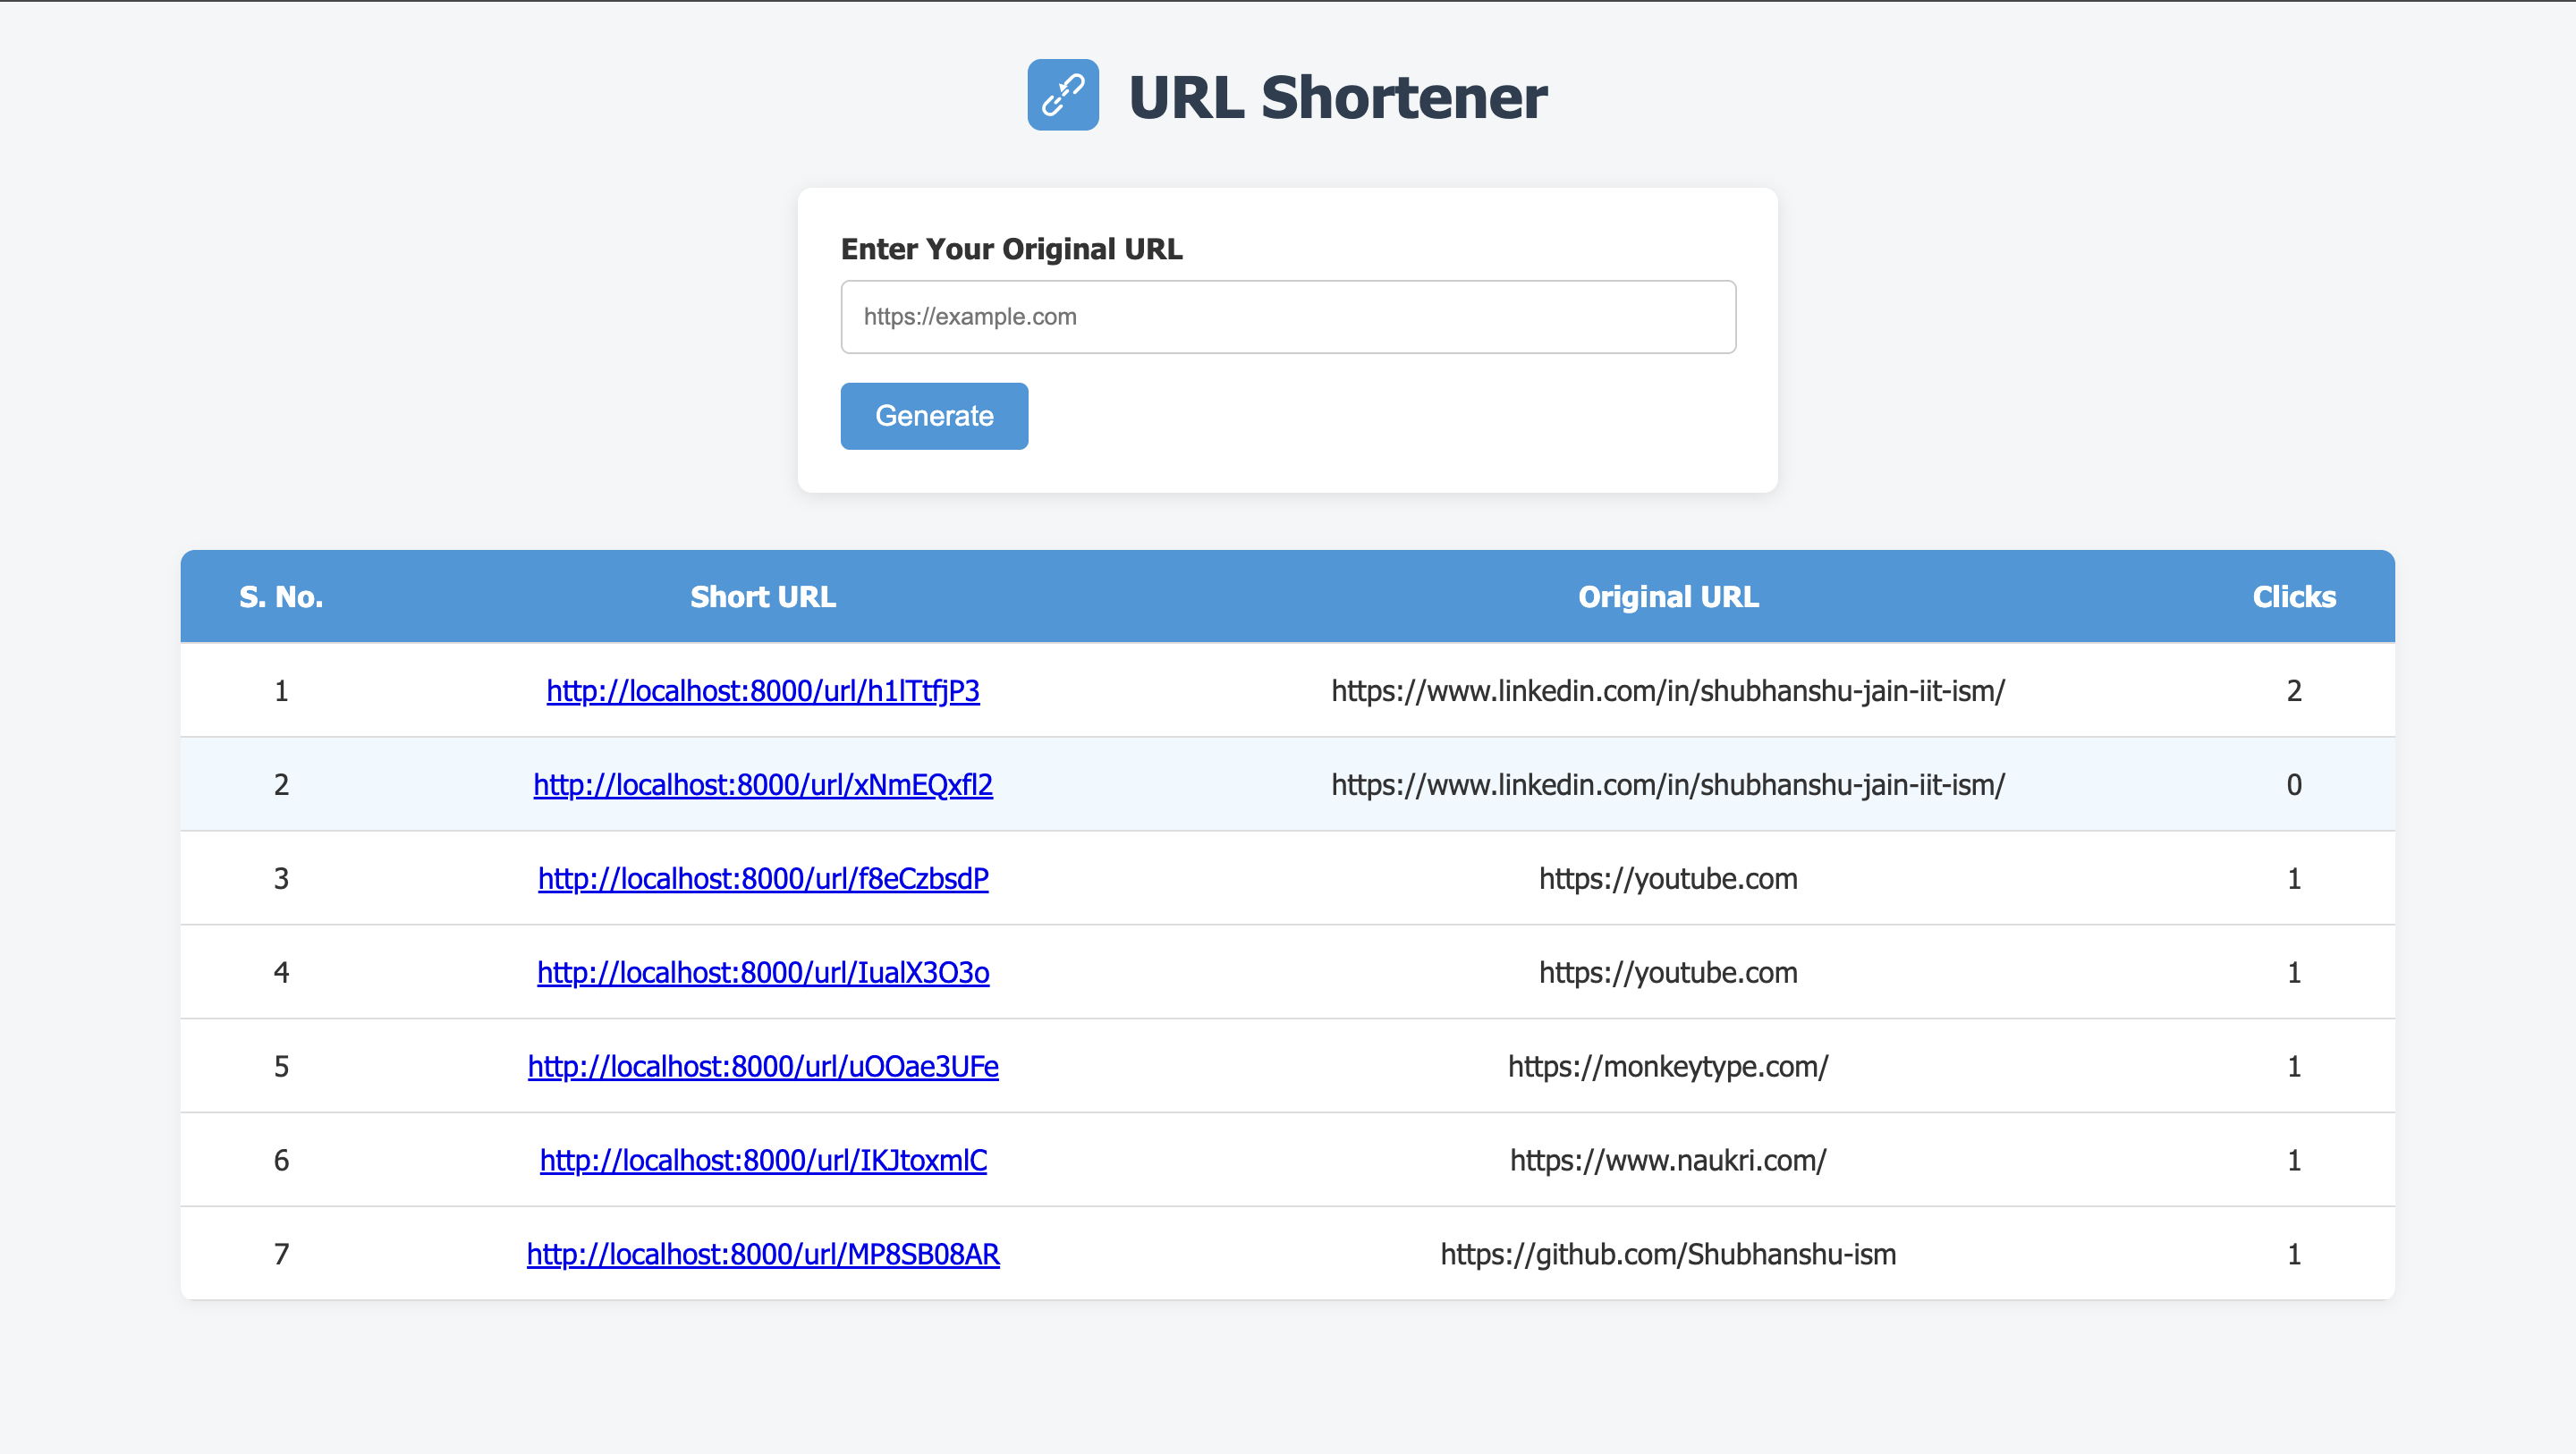 URL Shortener
Enter Your Original URL
https://example.com
Generate
S. No. Short URL Original URL Clicks
1 http://localhost:8000/url/h1lTtfjP3 https://www.linkedin.com/in/shubhanshu-jain-iit-ism/ 2
2 http://localhost:8000/url/xNmEQxfl2 https://www.linkedin.com/in/shubhanshu-jain-iit-ism/ 0
3 http://localhost:8000/url/f8eCzbsdP https://youtube.com 1
4 http://localhost:8000/url/IualX3O3o https://youtube.com 1
5 http://localhost:8000/url/uOOae3UFe https://monkeytype.com/ 1
6 http://localhost:8000/url/IKJtoxmlC https://www.naukri.com/ 1
7 http://localhost:8000/url/MP8SB08AR https://github.com/Shubhanshu-ism 1